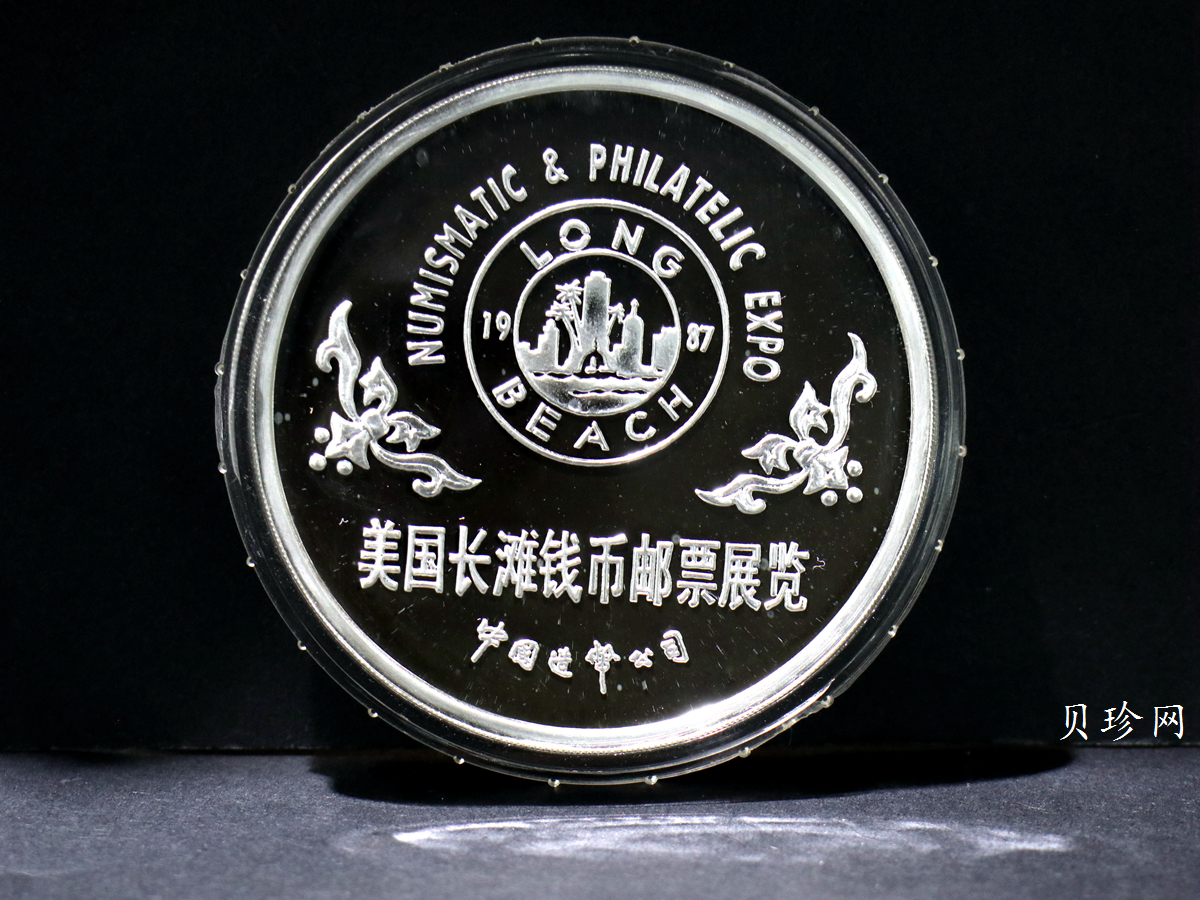 NUMISMATIC & PHILATELIC EXPO
LONG
19 87
BEACH
美国长滩钱币邮票展览
中国造幣公司
贝珍网